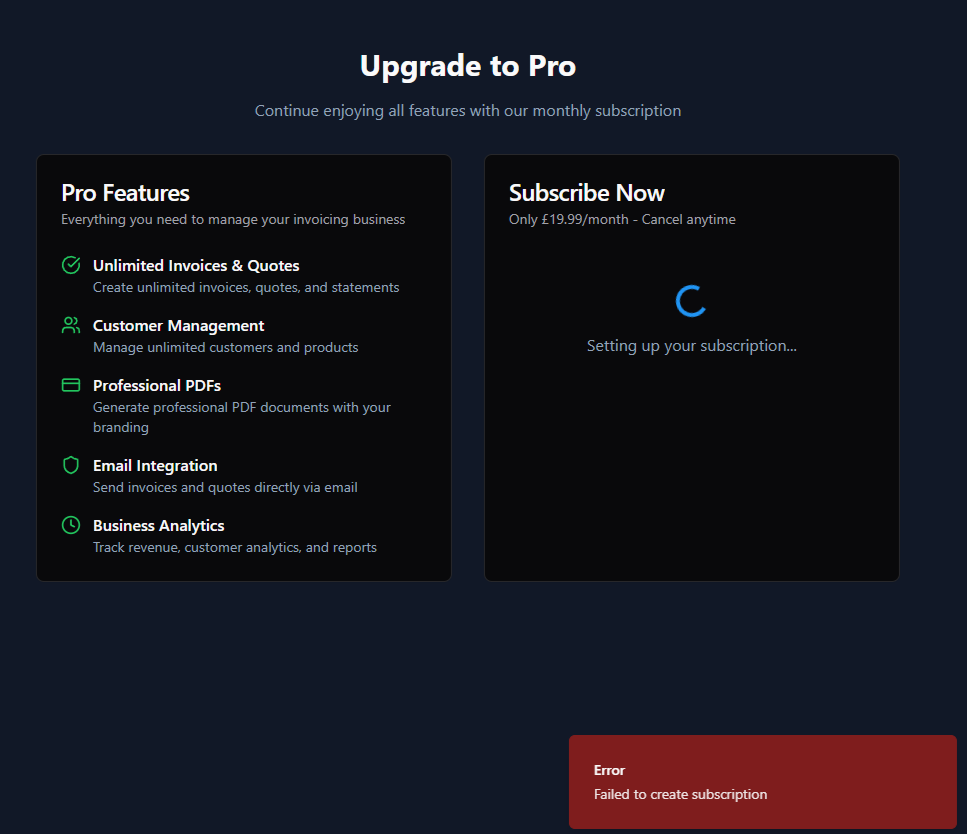 Upgrade to Pro
Continue enjoying all features with our monthly subscription
Pro Features
Everything you need to manage your invoicing business
Unlimited Invoices & Quotes
Create unlimited invoices, quotes, and statements
Customer Management
Manage unlimited customers and products
Professional PDFs
Generate professional PDF documents with your
branding
Email Integration
Send invoices and quotes directly via email
Business Analytics
Track revenue, customer analytics, and reports
Subscribe Now
Only £19.99/month - Cancel anytime
Setting up your subscription...
Error
Failed to create subscription